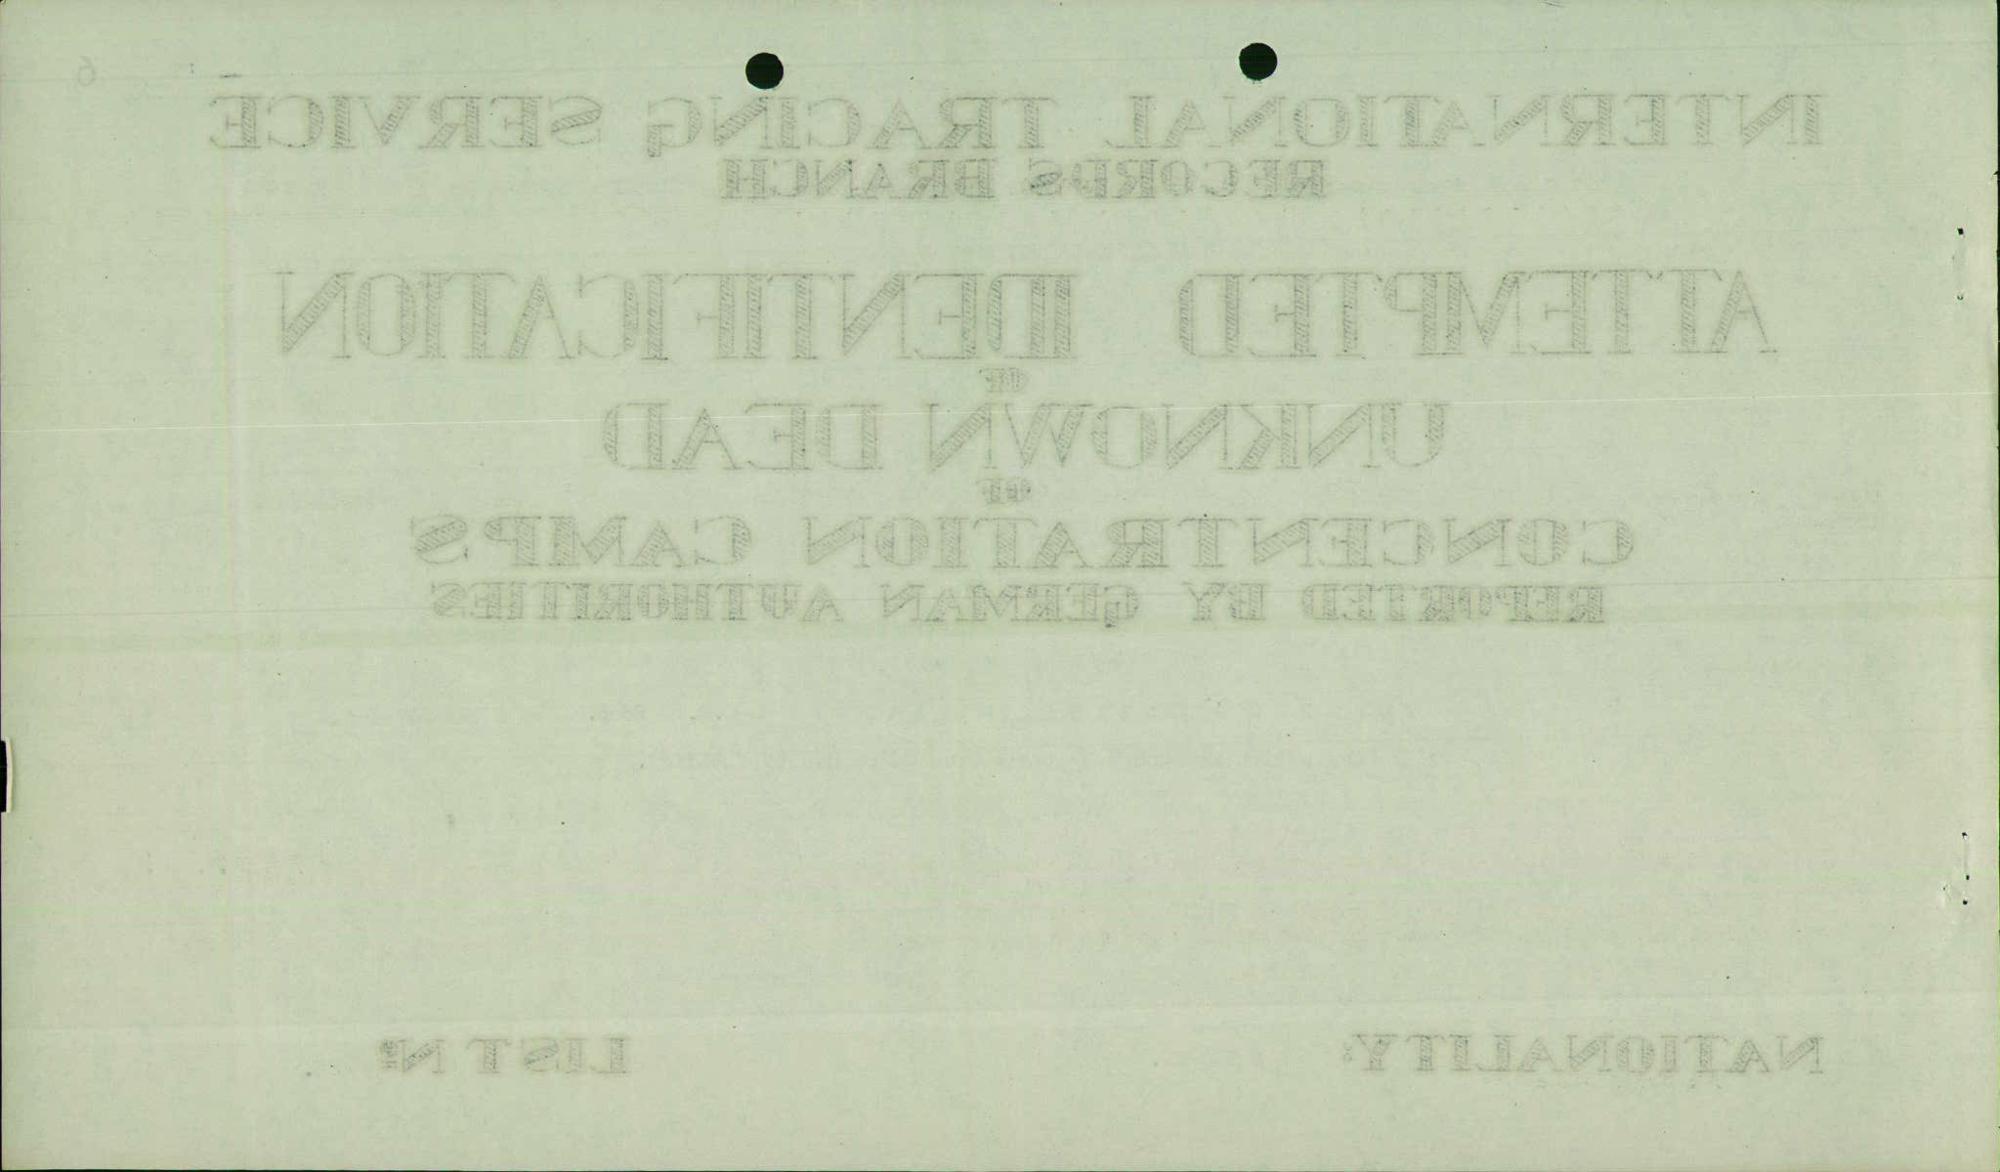 INTERNATIONAL TRACING SERVICE
RECORDS BRANCH
ATTEMPTED IDENTIFICATION
OF
UNKNOWN DEAD
OF
CONCENTRATION CAMPS
REPORTED BY GERMAN AUTHORITIES
NATIONALITY: LIST Nº